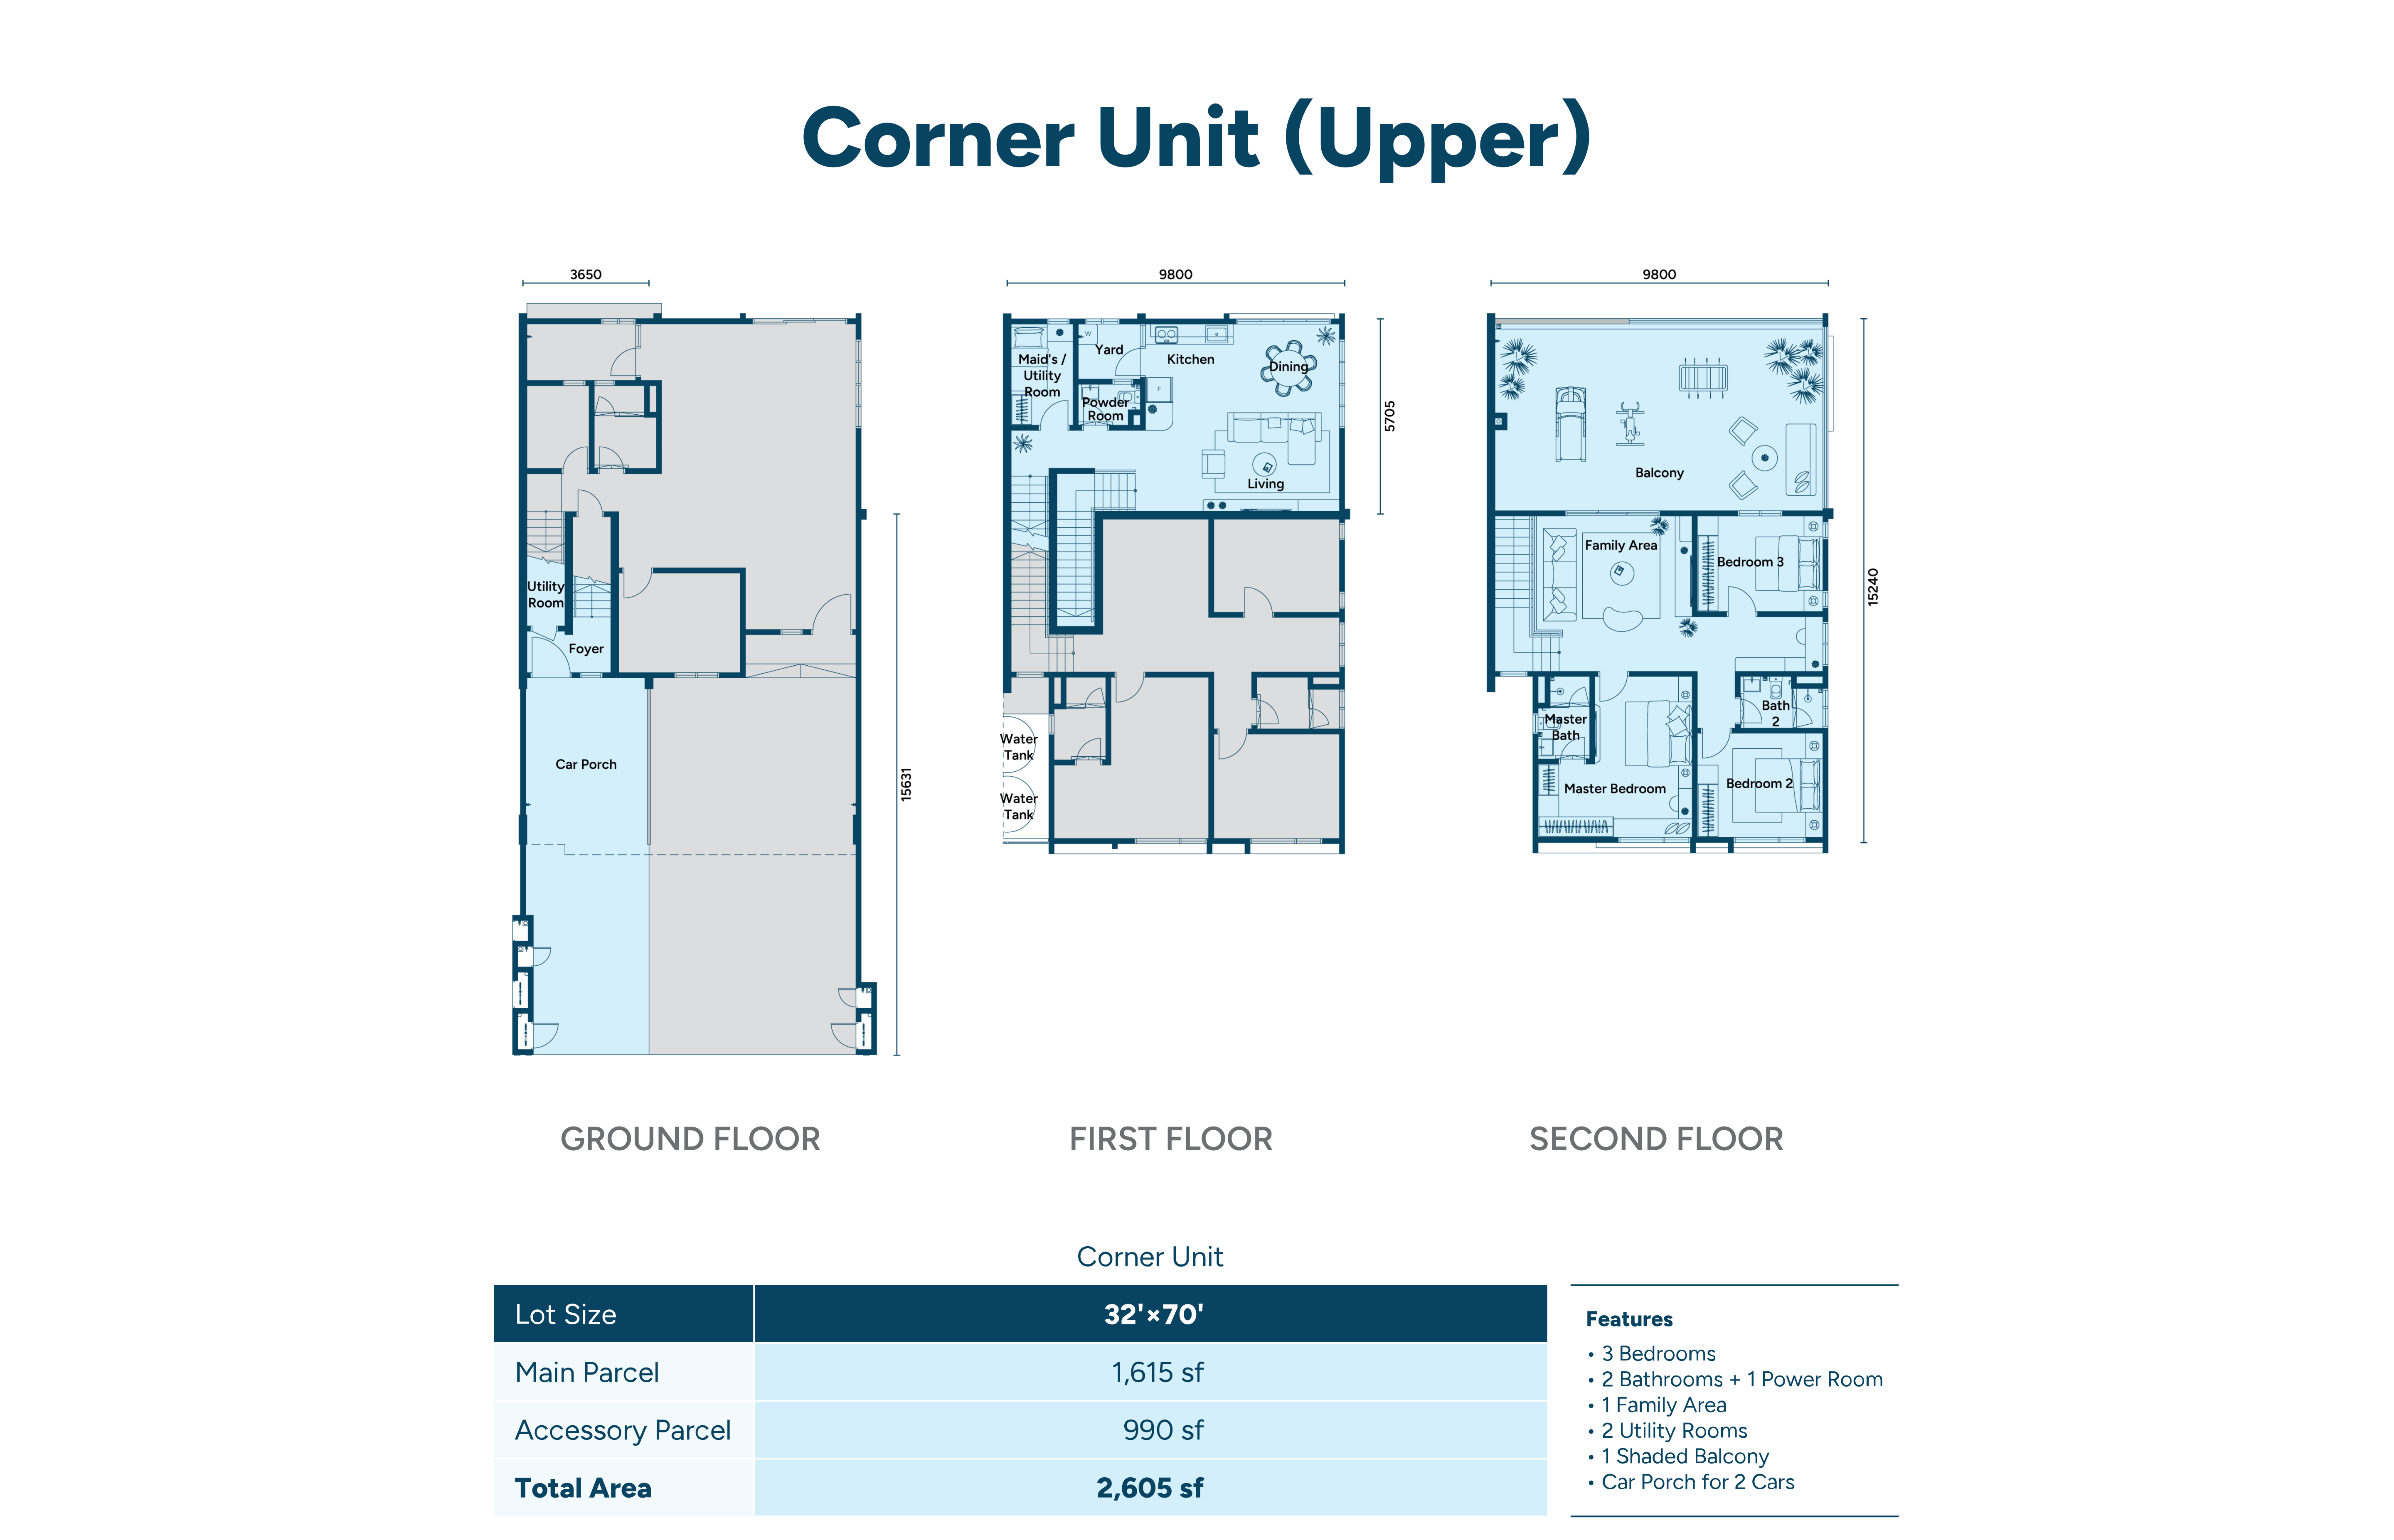 Corner Unit (Upper)
3650
9800
9800
Utility
Room
Foyer
Car Porch
15631
Maid's /
Utility
Room
W
Yard
Powder
Room
Kitchen
F
Dining
Living
5705
Water
Tank
Water
Tank
Balcony
Family Area
Bedroom 3
Master
Bath
Bath
2
Master Bedroom
Bedroom 2
15240
GROUND FLOOR
FIRST FLOOR
SECOND FLOOR
Corner Unit
Lot Size 32'×70'
Main Parcel 1,615 sf
Accessory Parcel 990 sf
Total Area 2,605 sf
Features
• 3 Bedrooms
• 2 Bathrooms + 1 Power Room
• 1 Family Area
• 2 Utility Rooms
• 1 Shaded Balcony
• Car Porch for 2 Cars